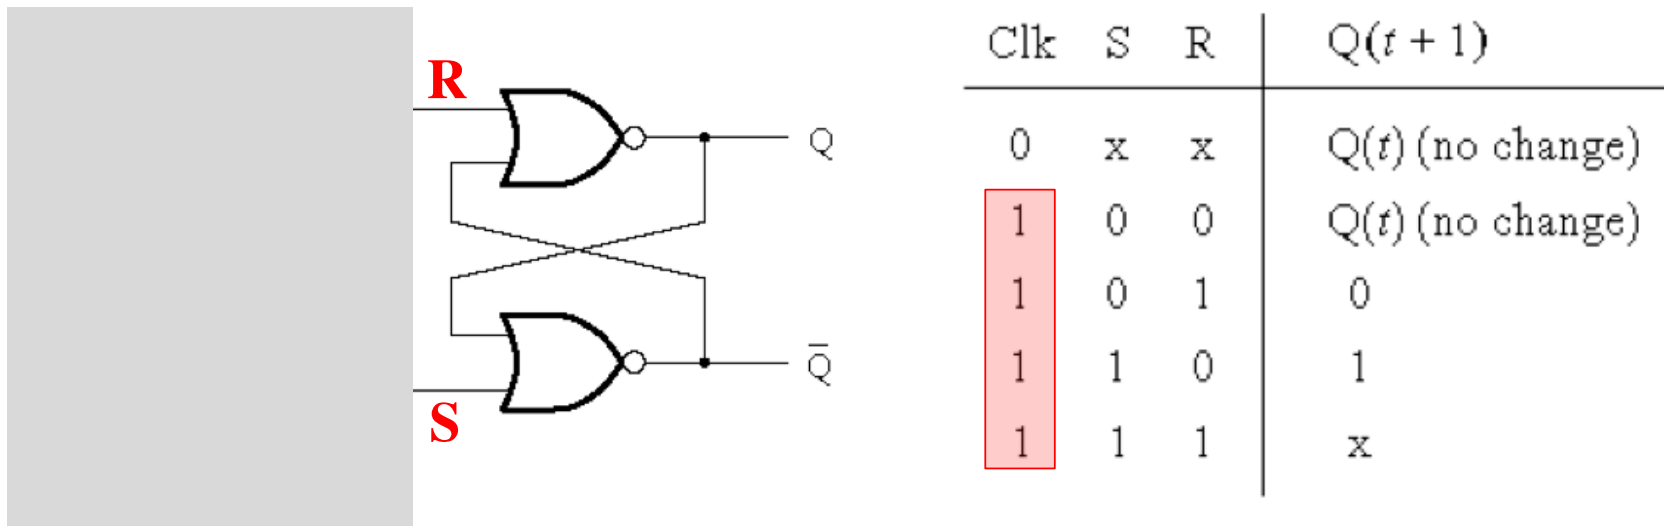 R
Q
Q̅
S
Clk S R Q(t + 1)
0 x x Q(t) (no change)
1 0 0 Q(t) (no change)
1 0 1 0
1 1 0 1
1 1 1 x